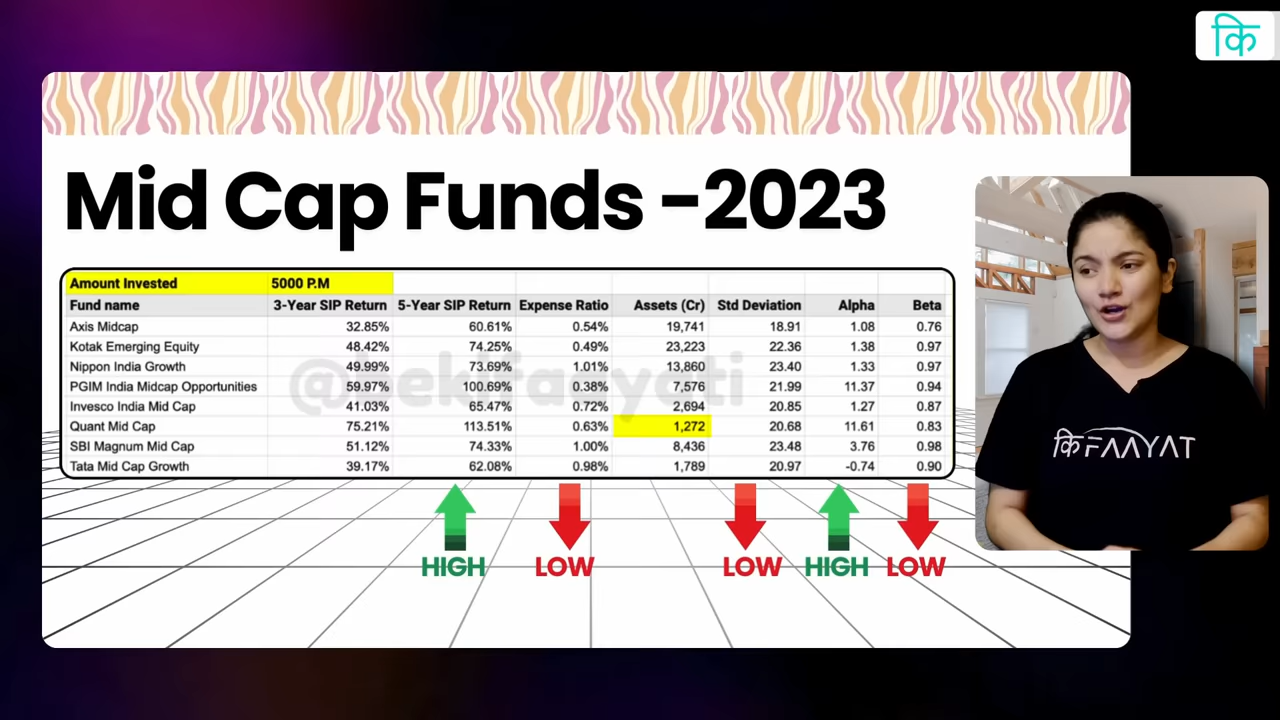 कि
Mid Cap Funds -2023
Amount Invested 5000 P.M
Fund name 3-Year SIP Return 5-Year SIP Return Expense Ratio Assets (Cr) Std Deviation Alpha Beta
Axis Midcap 32.85% 60.61% 0.54% 19,741 18.91 1.08 0.76
Kotak Emerging Equity 48.42% 74.25% 0.49% 23,223 22.36 1.38 0.97
Nippon India Growth 49.99% 73.69% 1.01% 13,860 23.40 1.33 0.97
PGIM India Midcap Opportunities 59.97% 100.69% 0.38% 7,576 21.99 11.37 0.94
Invesco India Mid Cap 41.03% 65.47% 0.72% 2,694 20.85 1.27 0.87
Quant Mid Cap 75.21% 113.51% 0.63% 1,272 20.68 11.61 0.83
SBI Magnum Mid Cap 51.12% 74.33% 1.00% 8,436 23.48 3.76 0.98
Tata Mid Cap Growth 39.17% 62.08% 0.98% 1,789 20.97 -0.74 0.90
HIGH LOW LOW HIGH LOW
किFAAYAT